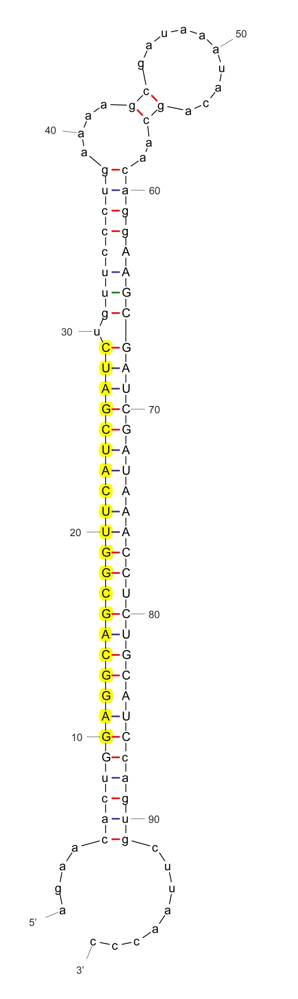 u a a 50
a a
g u
c a
a g g c
a a
c
40 a
a
a a
g c
u a 60
c g
c g
c A
u A
u G
g C
30 u
C G
U A
A U
G C 70
C G
U A
A U
C A
U A
20 U A
G C
G C
C U
G C 80
A U
C G
G C
G A
A U
10 G C
G c
u a
c g
a u 90
c g
a c
a u
g u
a a
5’
a
c c c
3’